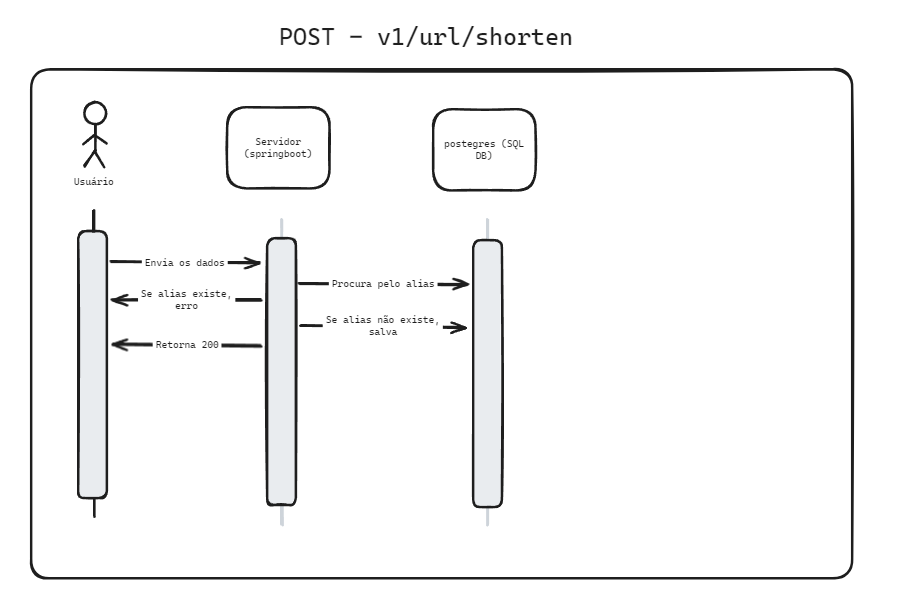 POST - v1/url/shorten
Servidor
(springboot)
postegres (SQL
DB)
Usuário
Envia os dados
Procura pelo alias
Se alias existe,
erro
Se alias não existe,
salva
Retorna 200